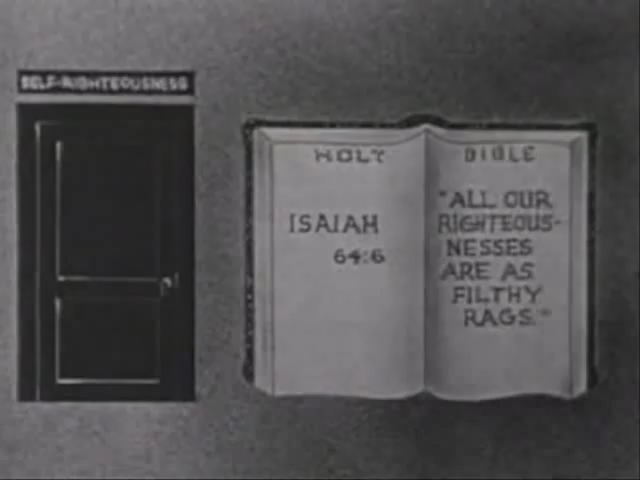 SELF-RIGHTEOUSNESS
HOLY BIBLE
ISAIAH
64:6
"ALL OUR
RIGHTEOUS-
NESSES
ARE AS
FILTHY
RAGS."